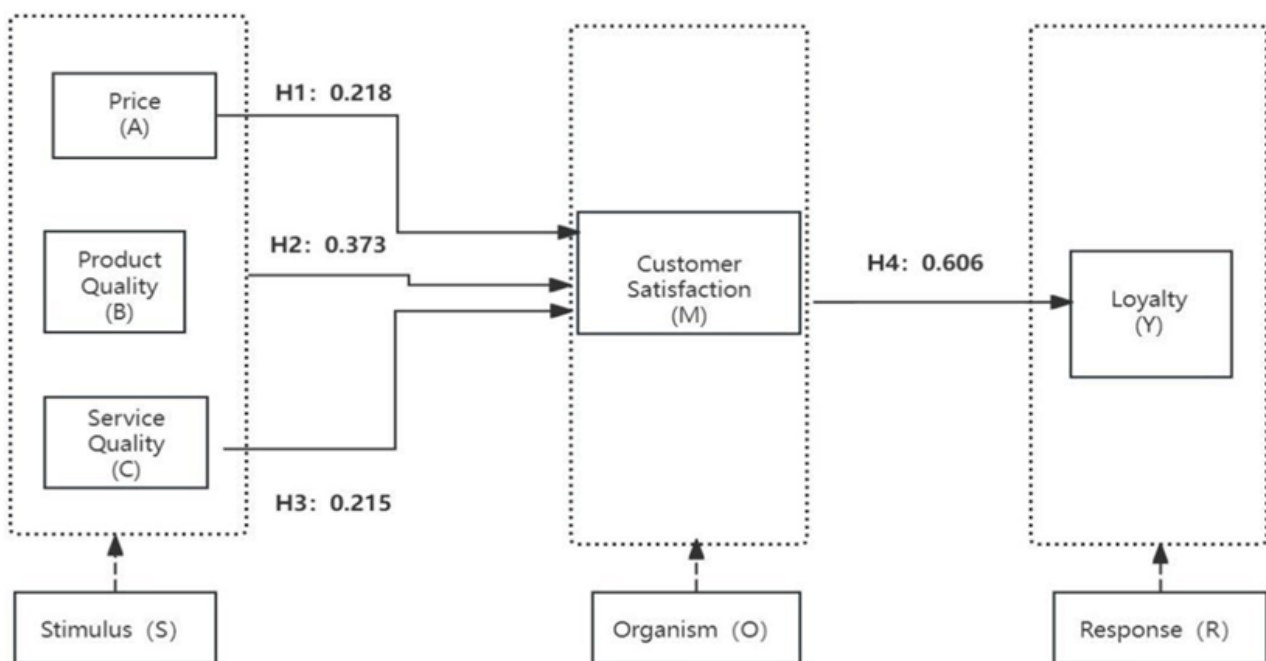 Price
(A)
H1: 0.218
Product
Quality
(B)
H2: 0.373
Service
Quality
(C)
H3: 0.215
Customer
Satisfaction
(M)
H4: 0.606
Loyalty
(Y)
Stimulus (S)
Organism (O)
Response (R)